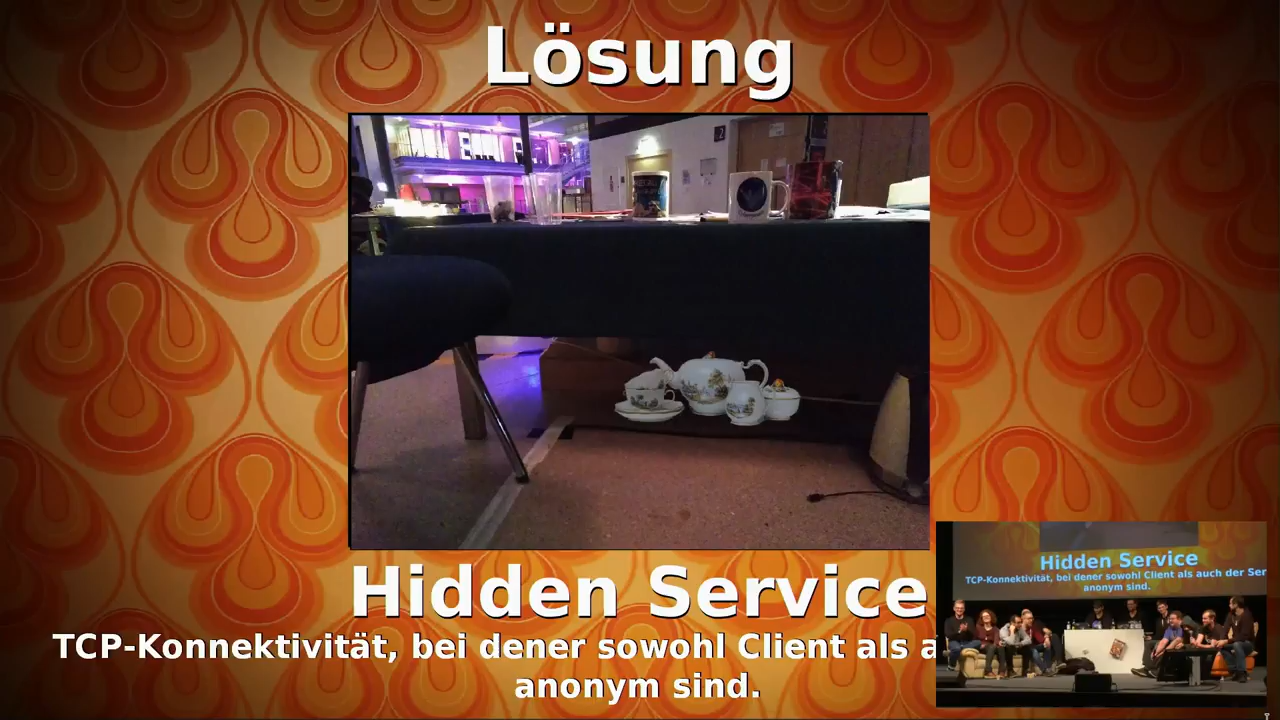 Lösung
Hidden Service
TCP-Konnektivität, bei dener sowohl Client als a
anonym sind.
Hidden Service
TCP-Konnektivität, bei dener sowohl Client als auch der Ser
anonym sind.